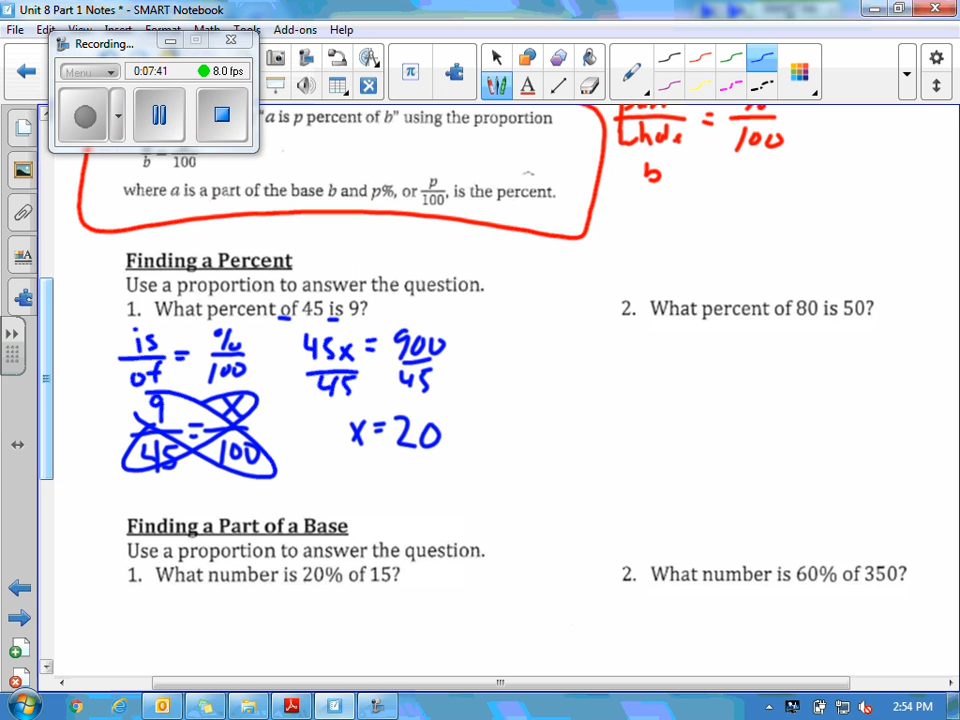 Unit 8 Part 1 Notes * - SMART Notebook
File Edit View Insert Format Math Tools Add-ons Help
Recording...
Menu 0:07:41 8.0 fps
"a is p percent of b" using the proportion
b 100
where a is a part of the base b and p%, or p/100, is the percent.
= 100
b
Finding a Percent
Use a proportion to answer the question.
1. What percent of 45 is 9?
2. What percent of 80 is 50?
is/of = %/100
9/45 = x/100
45x/45 = 900/45
x = 20
Finding a Part of a Base
Use a proportion to answer the question.
1. What number is 20% of 15?
2. What number is 60% of 350?
2:54 PM